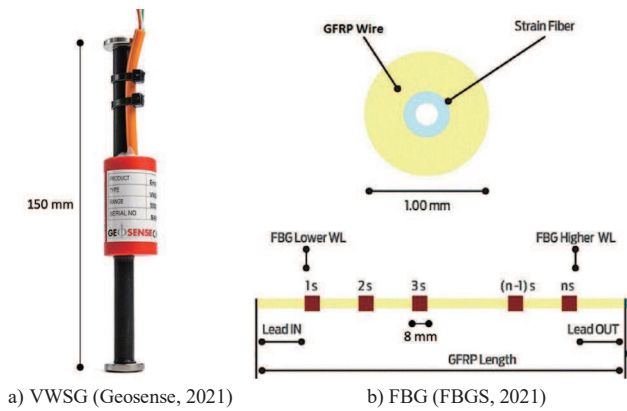 150 mm
PRODUCT
TYPE
RANGE
SERIAL NO
GEOSENSE
a) VWSG (Geosense, 2021)
GFRP Wire
Strain Fiber
1.00 mm
FBG Lower WL
FBG Higher WL
1s 2s 3s (n-1)s ns
Lead IN
8 mm
Lead OUT
GFRP Length
b) FBG (FBGS, 2021)